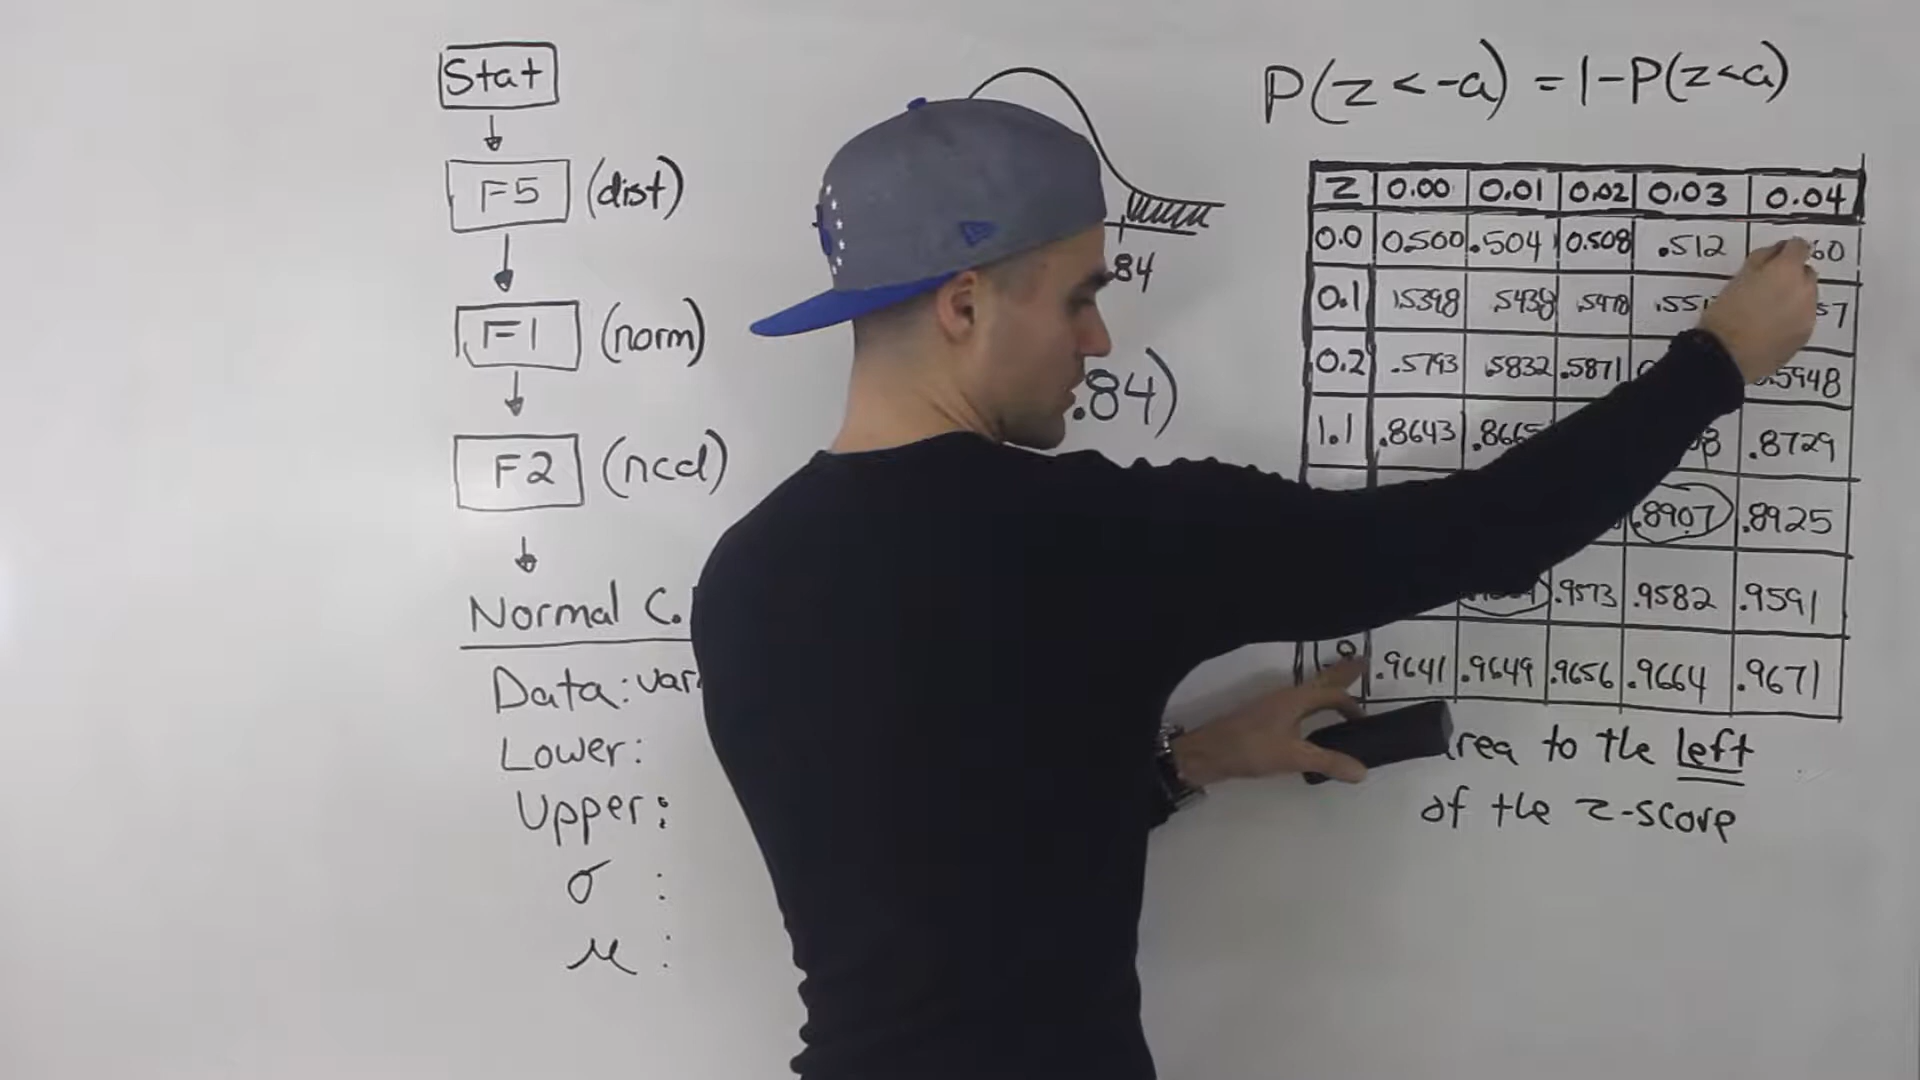 Stat
F5 (dist)
F1 (norm)
F2 (ncd)
Normal C.
Data: var
Lower:
Upper:
σ :
μ :
.84
.84)
P(z < -a) = 1 - P(z < a)
z 0.00 0.01 0.02 0.03 0.04
0.0 0.500 .504 0.508 .512 60
0.1 .5398 .5438 .5478 .551 57
0.2 .5793 .5832 .5871 0.5948
1.1 .8643 .8665 8 .8729
.8907 .8925
.9573 .9582 .9591
.9641 .9649 .9656 .9664 .9671
rea to the left
of the z-score